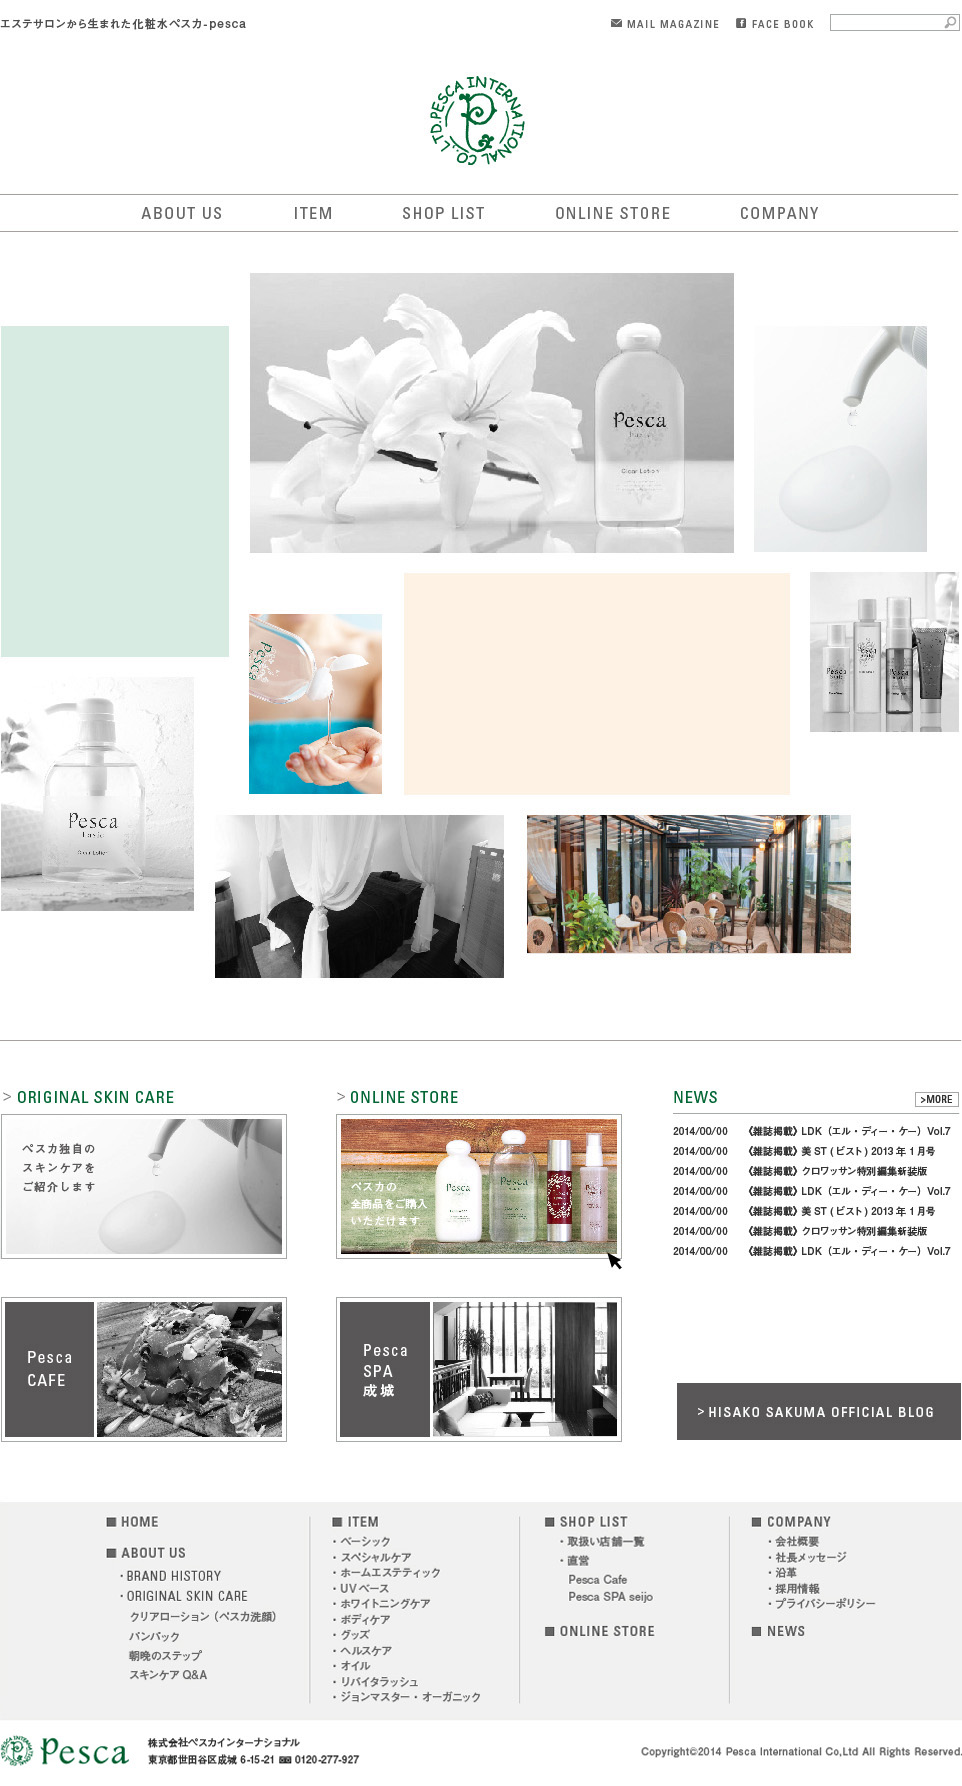 エステサロンから生まれた化粧水ペスカ-pesca
MAIL MAGAZINE
FACE BOOK
PESCA INTERNATIONAL CO.,LTD.
ABOUT US
ITEM
SHOP LIST
ONLINE STORE
COMPANY
Pesca
basic
Clear Lotion
Pesca
Pesca
Pesca
Pesca
Pesca
basic
Clear Lotion
> ORIGINAL SKIN CARE
ペスカ独自の
スキンケアを
ご紹介します
> ONLINE STORE
ペスカの
全商品をご購入
いただけます
NEWS
>MORE
2014/00/00 《雑誌掲載》LDK（エル・ディー・ケー）Vol.7
2014/00/00 《雑誌掲載》美 ST ( ビスト ) 2013 年 1 月号
2014/00/00 《雑誌掲載》クロワッサン特別編集新装版
2014/00/00 《雑誌掲載》LDK（エル・ディー・ケー）Vol.7
2014/00/00 《雑誌掲載》美 ST ( ビスト ) 2013 年 1 月号
2014/00/00 《雑誌掲載》クロワッサン特別編集新装版
2014/00/00 《雑誌掲載》LDK（エル・ディー・ケー）Vol.7
Pesca
CAFE
Pesca
SPA
成城
>HISAKO SAKUMA OFFICIAL BLOG
■ HOME
■ ABOUT US
・BRAND HISTORY
・ORIGINAL SKIN CARE
クリアローション（ペスカ洗顔）
パンパック
朝晩のステップ
スキンケア Q&A
■ ITEM
・ベーシック
・スペシャルケア
・ホームエステティック
・UV ベース
・ホワイトニングケア
・ボディケア
・グッズ
・ヘルスケア
・オイル
・リバイタラッシュ
・ジョンマスター・オーガニック
■ SHOP LIST
・取扱い店舗一覧
・直営
Pesca Cafe
Pesca SPA seijo
■ ONLINE STORE
■ COMPANY
・会社概要
・社長メッセージ
・沿革
・採用情報
・プライバシーポリシー
■ NEWS
Pesca
株式会社ペスカインターナショナル
東京都世田谷区成城 6-15-21 0120-277-927
Copyright©2014 Pesca International Co,Ltd All Rights Reserved.